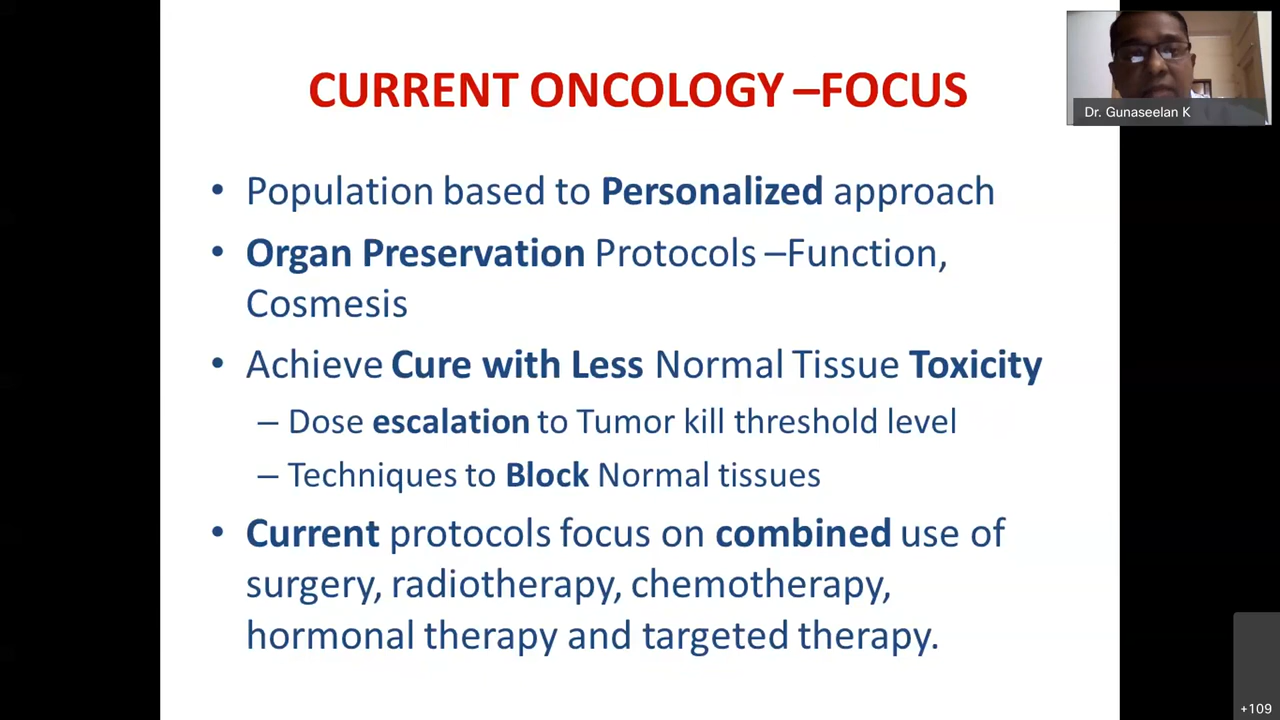 CURRENT ONCOLOGY –FOCUS
Dr. Gunaseelan K
• Population based to Personalized approach
• Organ Preservation Protocols –Function,
Cosmesis
• Achieve Cure with Less Normal Tissue Toxicity
– Dose escalation to Tumor kill threshold level
– Techniques to Block Normal tissues
• Current protocols focus on combined use of
surgery, radiotherapy, chemotherapy,
hormonal therapy and targeted therapy.
+109